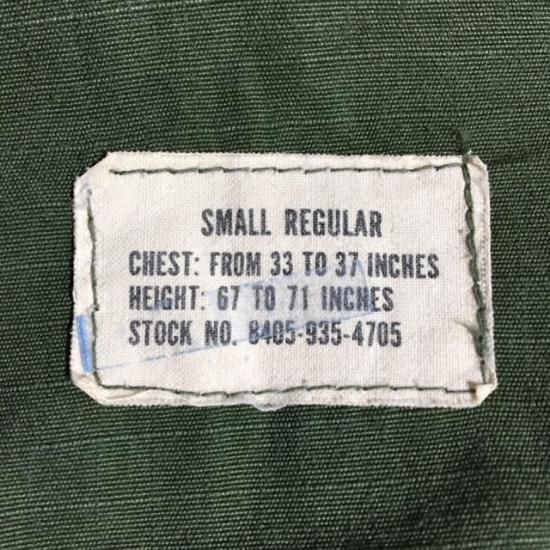 SMALL REGULAR
CHEST: FROM 33 TO 37 INCHES
HEIGHT: 67 TO 71 INCHES
STOCK NO. 8405-935-4705